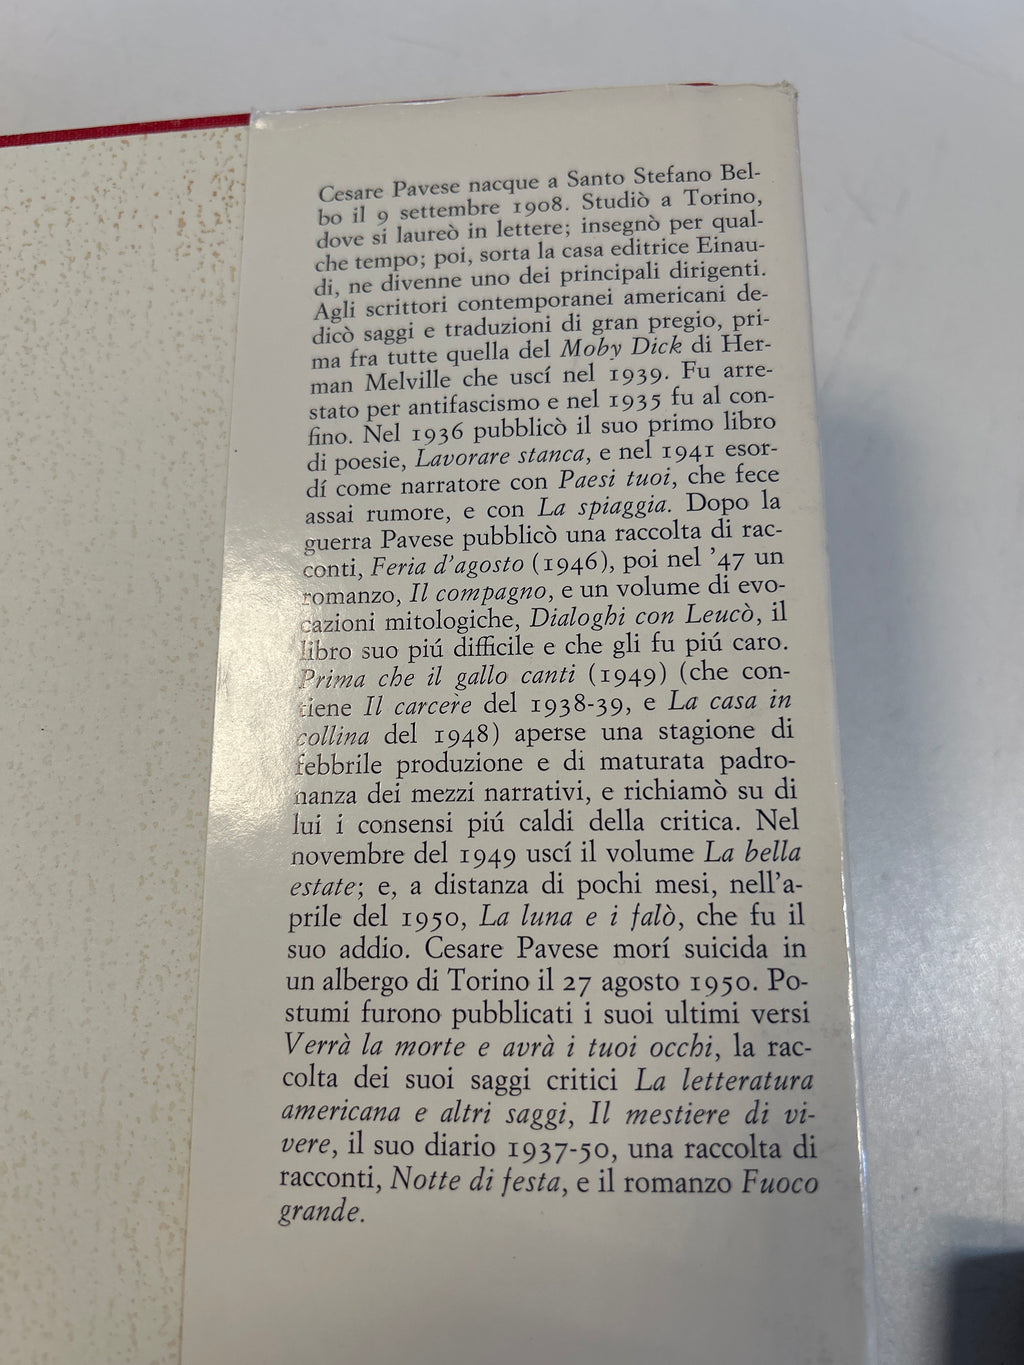 Cesare Pavese nacque a Santo Stefano Bel-
bo il 9 settembre 1908. Studiò a Torino,
dove si laureò in lettere; insegnò per qual-
che tempo; poi, sorta la casa editrice Einau-
di, ne divenne uno dei principali dirigenti.
Agli scrittori contemporanei americani de-
dicò saggi e traduzioni di gran pregio, pri-
ma fra tutte quella del Moby Dick di Her-
man Melville che uscí nel 1939. Fu arre-
stato per antifascismo e nel 1935 fu al con-
fino. Nel 1936 pubblicò il suo primo libro
di poesie, Lavorare stanca, e nel 1941 esor-
dí come narratore con Paesi tuoi, che fece
assai rumore, e con La spiaggia. Dopo la
guerra Pavese pubblicò una raccolta di rac-
conti, Feria d'agosto (1946), poi nel '47 un
romanzo, Il compagno, e un volume di evo-
cazioni mitologiche, Dialoghi con Leucò, il
libro suo piú difficile e che gli fu piú caro.
Prima che il gallo canti (1949) (che con-
tiene Il carcere del 1938-39, e La casa in
collina del 1948) aperse una stagione di
febbrile produzione e di maturata padro-
nanza dei mezzi narrativi, e richiamò su di
lui i consensi piú caldi della critica. Nel
novembre del 1949 uscí il volume La bella
estate; e, a distanza di pochi mesi, nell'a-
prile del 1950, La luna e i falò, che fu il
suo addio. Cesare Pavese morí suicida in
un albergo di Torino il 27 agosto 1950. Po-
stumi furono pubblicati i suoi ultimi versi
Verrà la morte e avrà i tuoi occhi, la rac-
colta dei suoi saggi critici La letteratura
americana e altri saggi, Il mestiere di vi-
vere, il suo diario 1937-50, una raccolta di
racconti, Notte di festa, e il romanzo Fuoco
grande.